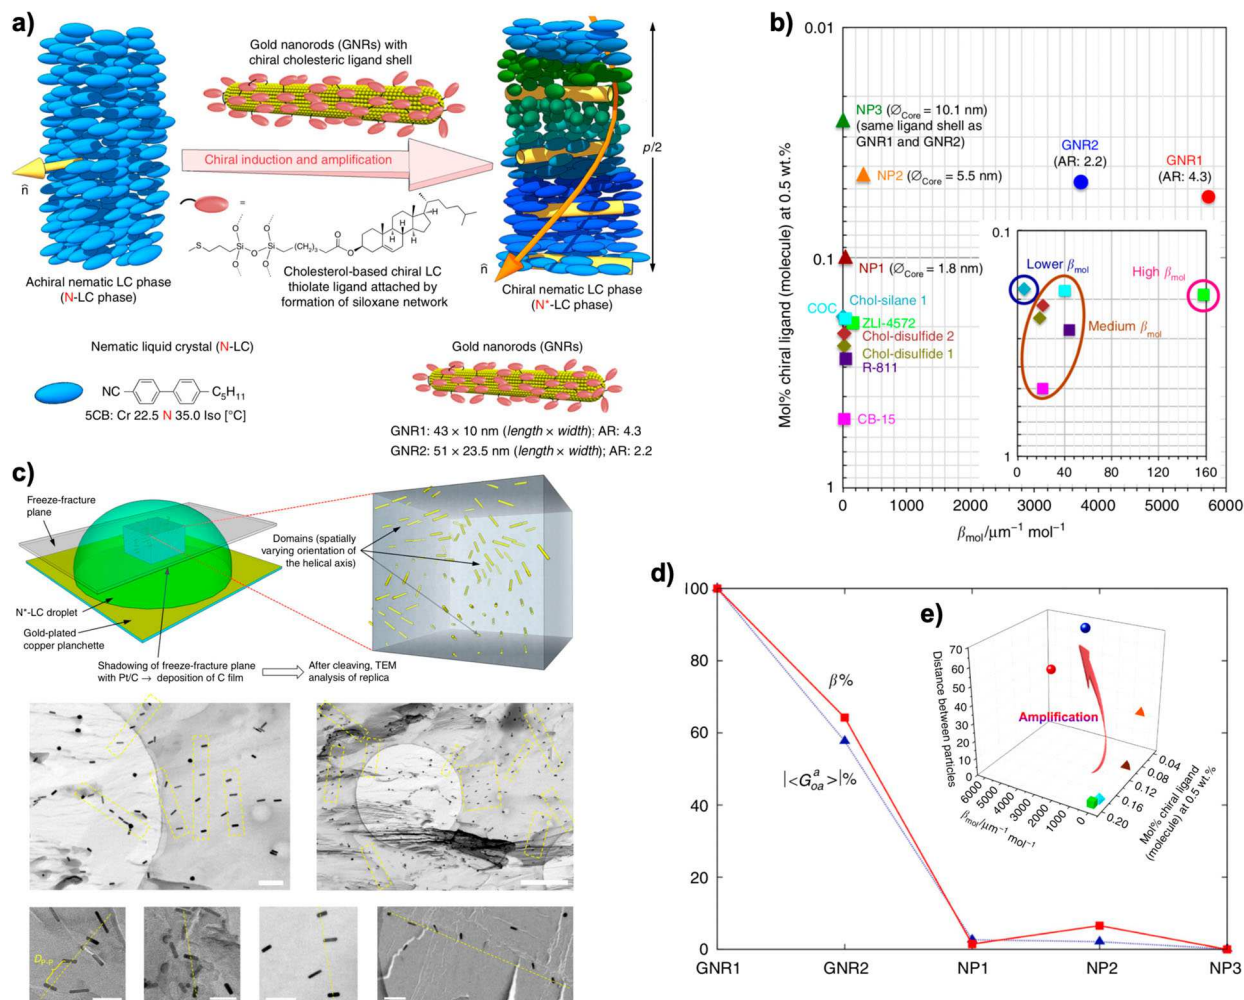 a)
Gold nanorods (GNRs) with
chiral cholesteric ligand shell
Chiral induction and amplification
n̂
p/2
=
S
O
O
Si
O
Si
(CH₂)₃
O
O
H
H
H
H
n̂
Achiral nematic LC phase
(N-LC phase)
Cholesterol-based chiral LC
thiolate ligand attached by
formation of siloxane network
Chiral nematic LC phase
(N*-LC phase)
Nematic liquid crystal (N-LC)
NC
C₅H₁₁
5CB: Cr 22.5 N 35.0 Iso [°C]
Gold nanorods (GNRs)
GNR1: 43 × 10 nm (length × width); AR: 4.3
GNR2: 51 × 23.5 nm (length × width); AR: 2.2
b)
Mol% chiral ligand (molecule) at 0.5 wt.%
0.01
0.1
1
NP3 (∅Core = 10.1 nm)
(same ligand shell as
GNR1 and GNR2)
NP2 (∅Core = 5.5 nm)
GNR2
(AR: 2.2)
GNR1
(AR: 4.3)
NP1 (∅Core = 1.8 nm)
COC
Chol-silane 1
ZLI-4572
Chol-disulfide 2
Chol-disulfide 1
R-811
CB-15
0.1
Lower βmol
High βmol
Medium βmol
1
0 40 80 120 160
0 1000 2000 3000 4000 5000 6000
βmol/μm⁻¹ mol⁻¹
c)
Freeze-fracture
plane
N*-LC droplet
Gold-plated
copper planchette
Domains (spatially
varying orientation of
the helical axis)
Shadowing of freeze-fracture plane
with Pt/C → deposition of C film
After cleaving, TEM
analysis of replica
Dₚ₋ₚ
d)
100
80
60
40
20
0
β%
|<Gᵃₒₐ>|%
GNR1 GNR2 NP1 NP2 NP3
e)
Distance between
particles
70
60
50
40
30
20
10
0
Amplification
6000
5000
4000
3000
2000
1000
0
βmol/μm⁻¹ mol⁻¹
0.04
0.08
0.12
0.16
0.20
Mol% chiral ligand
(molecule) at 0.5 wt.%